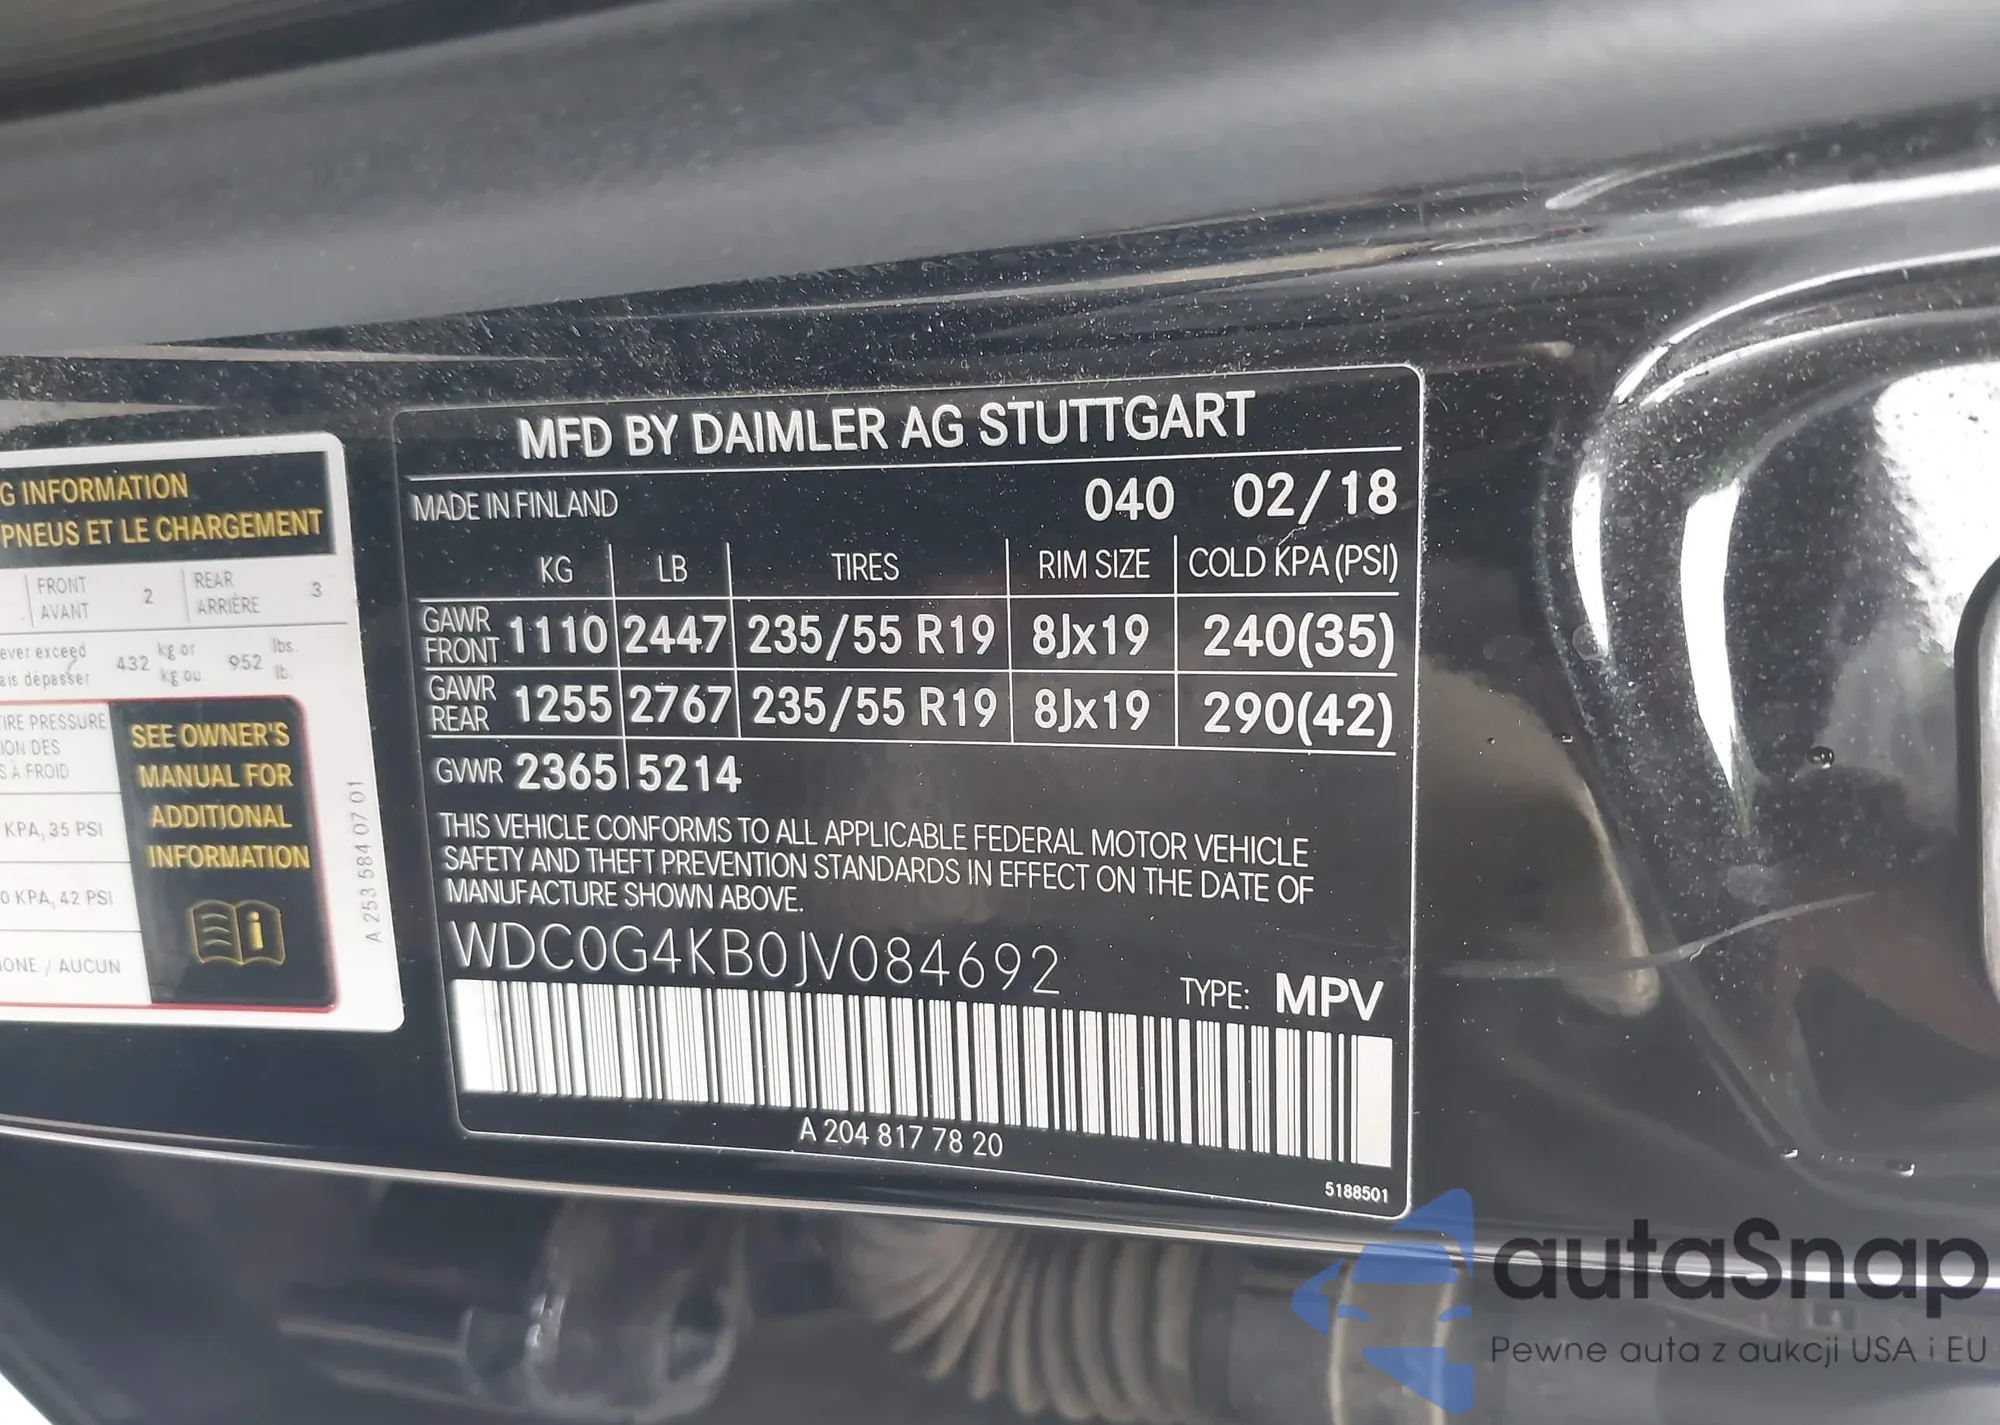 G INFORMATION
PNEUS ET LE CHARGEMENT
FRONT
AVANT
2
REAR
ARRIÈRE
3
ever exceed
ais dépasser
432
kg or
kg ou
952
lbs.
lb.
TIRE PRESSURE
ION DES
S À FROID
KPA, 35 PSI
0 KPA, 42 PSI
ONE / AUCUN
SEE OWNER'S
MANUAL FOR
ADDITIONAL
INFORMATION
i
A 253 584 07 01
MFD BY DAIMLER AG STUTTGART
MADE IN FINLAND 040 02/18
KG LB TIRES RIM SIZE COLD KPA (PSI)
GAWR
FRONT 1110 2447 235/55 R19 8Jx19 240(35)
GAWR
REAR 1255 2767 235/55 R19 8Jx19 290(42)
GVWR 2365 5214
THIS VEHICLE CONFORMS TO ALL APPLICABLE FEDERAL MOTOR VEHICLE
SAFETY AND THEFT PREVENTION STANDARDS IN EFFECT ON THE DATE OF
MANUFACTURE SHOWN ABOVE.
WDC0G4KB0JV084692
TYPE: MPV
A 204 817 78 20
5188501
autaSnap
Pewne auta z aukcji USA i EU